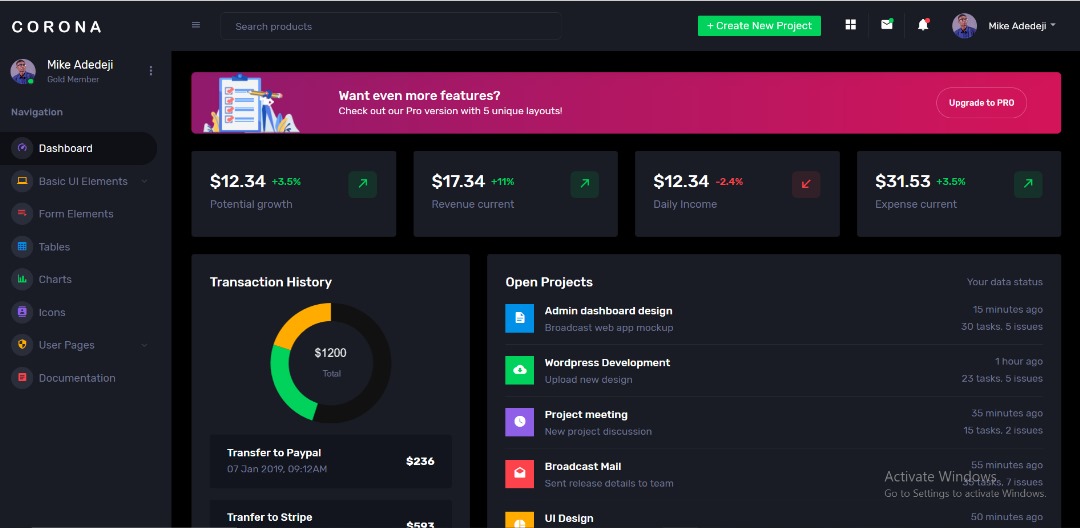 CORONA
Search products
+ Create New Project
Mike Adedeji
Mike Adedeji
Gold Member
Navigation
Dashboard
Basic UI Elements
Form Elements
Tables
Charts
Icons
User Pages
Documentation
Want even more features?
Check out our Pro version with 5 unique layouts!
Upgrade to PRO
$12.34 +3.5%
Potential growth
$17.34 +11%
Revenue current
$12.34 -2.4%
Daily Income
$31.53 +3.5%
Expense current
Transaction History
$1200
Total
Transfer to Paypal
07 Jan 2019, 09:12AM
$236
Tranfer to Stripe
$593
Open Projects
Your data status
Admin dashboard design
15 minutes ago
Broadcast web app mockup
30 tasks, 5 issues
Wordpress Development
1 hour ago
Upload new design
23 tasks, 5 issues
Project meeting
35 minutes ago
New project discussion
15 tasks, 2 issues
Broadcast Mail
55 minutes ago
Sent release details to team
35 tasks, 7 issues
UI Design
50 minutes ago
Activate Windows
Go to Settings to activate Windows.